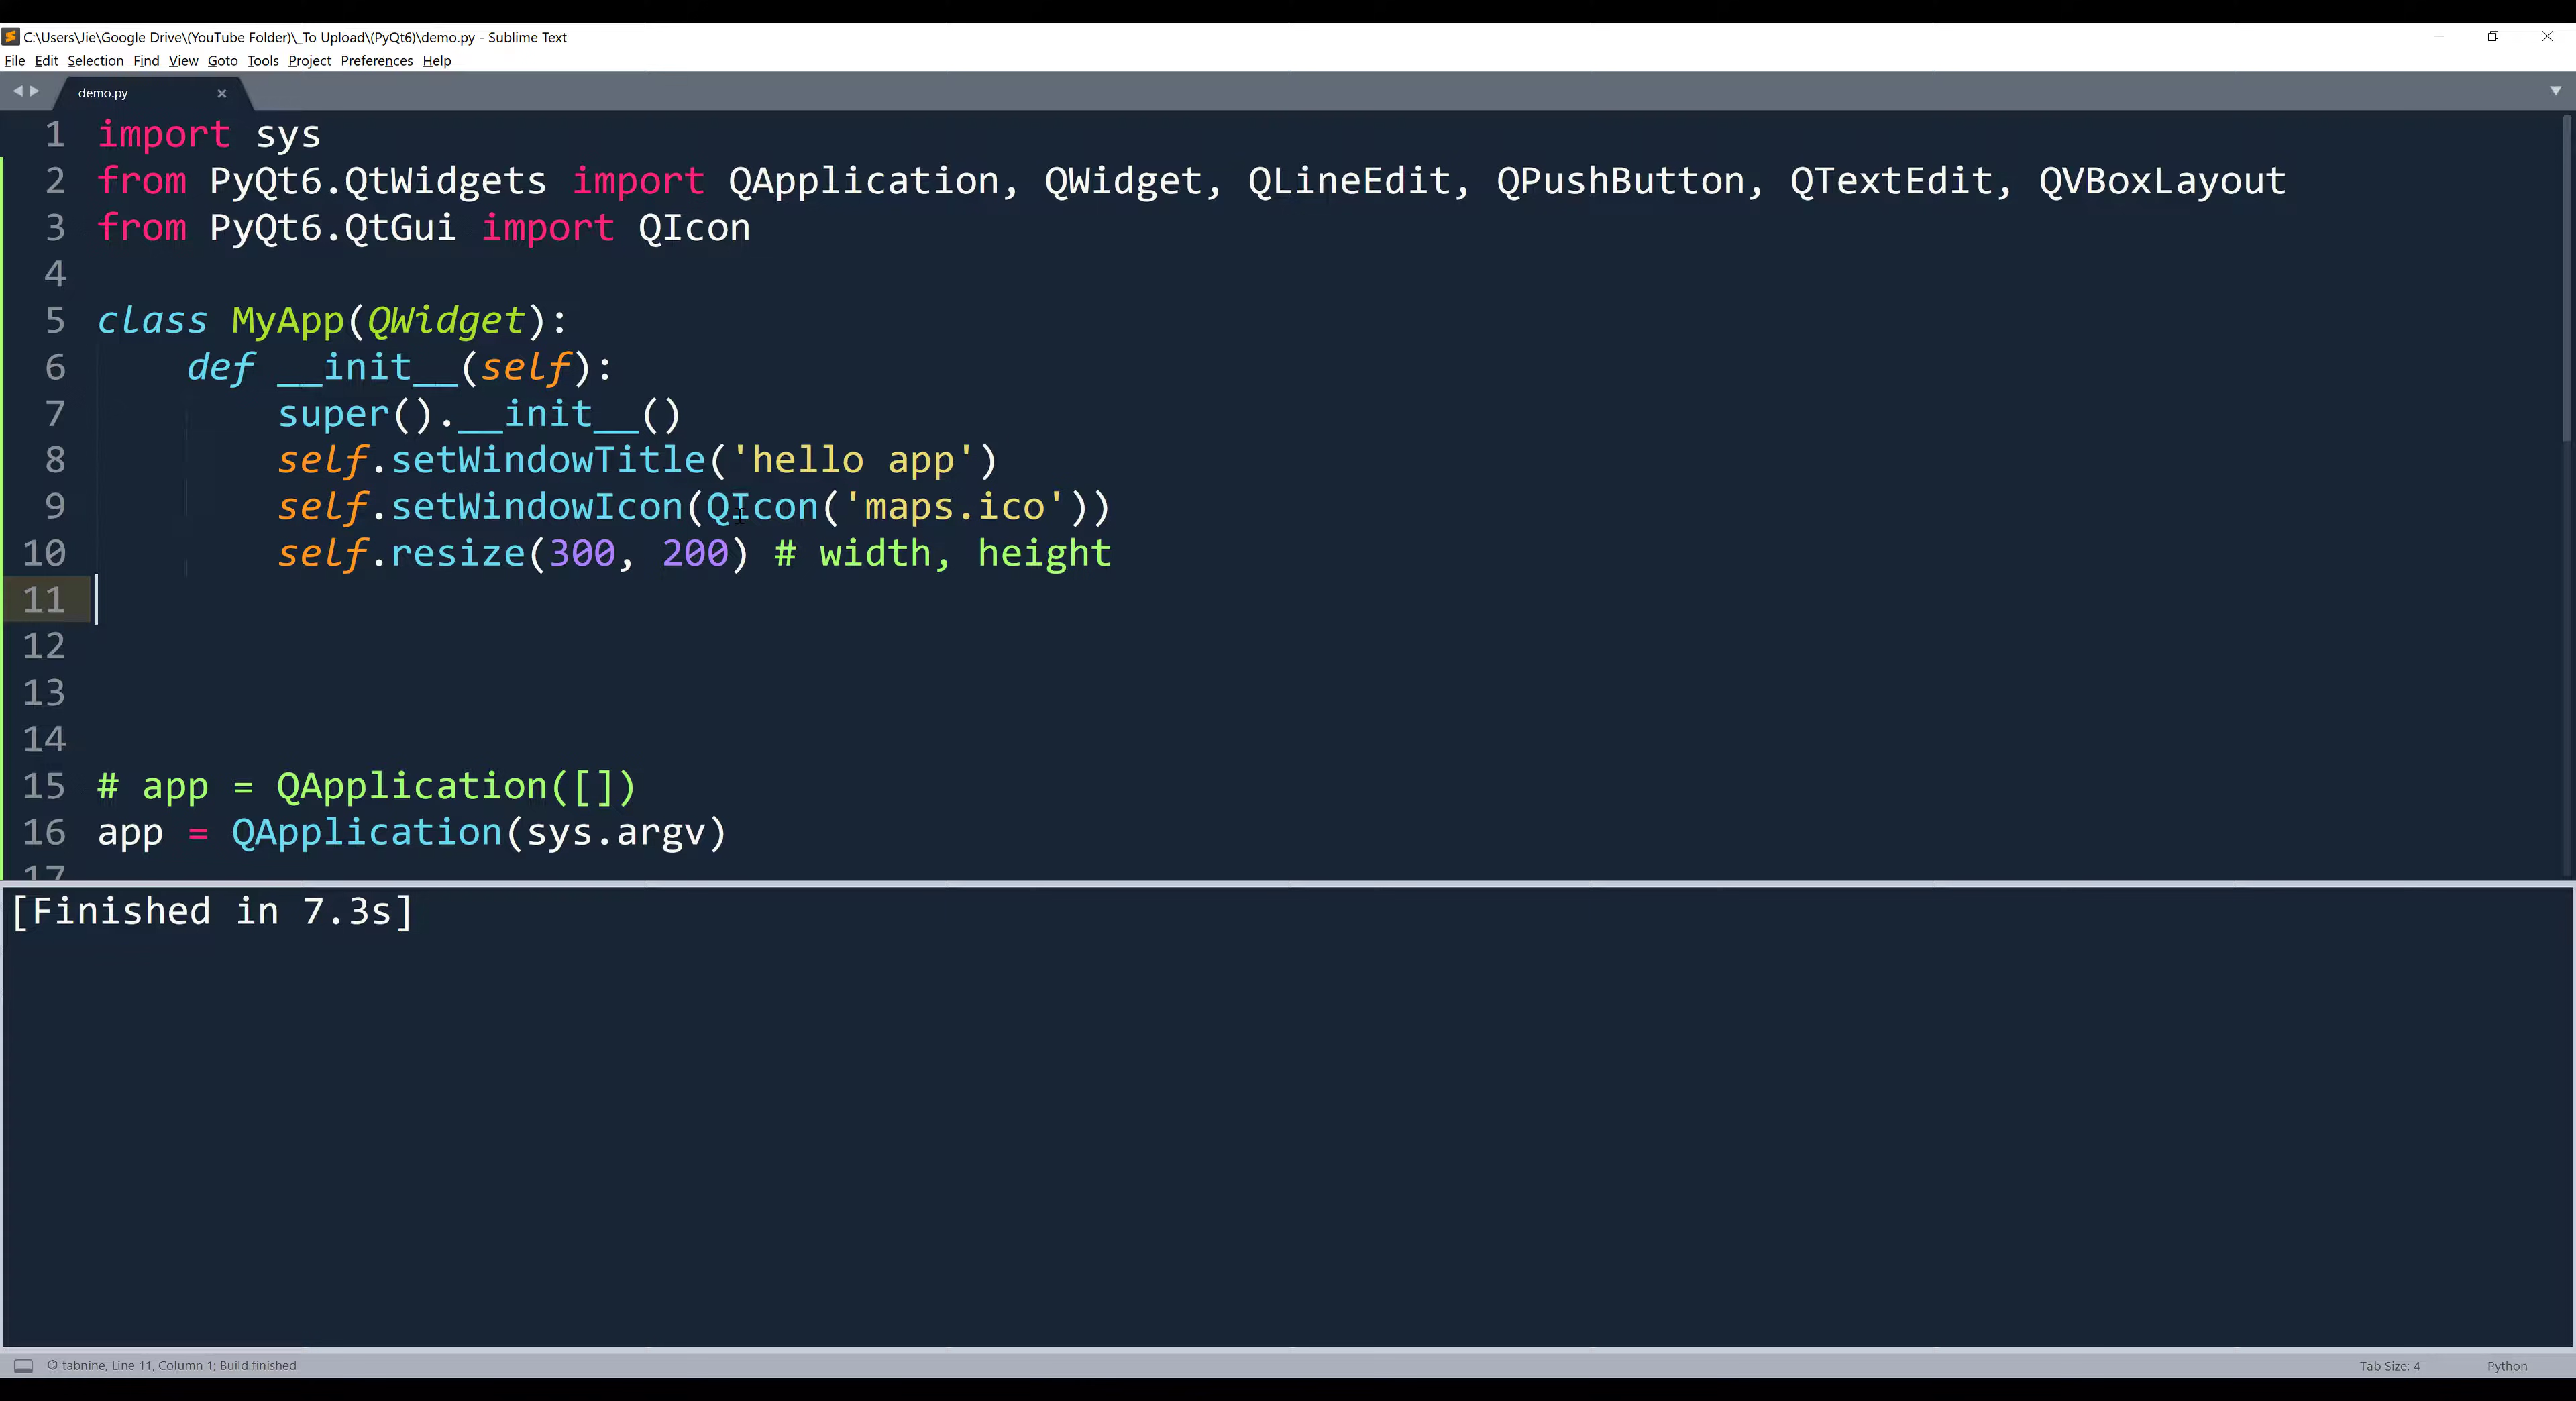 C:\Users\Jie\Google Drive\(YouTube Folder)\_To Upload\(PyQt6)\demo.py - Sublime Text
File Edit Selection Find View Goto Tools Project Preferences Help
demo.py
1 import sys
2 from PyQt6.QtWidgets import QApplication, QWidget, QLineEdit, QPushButton, QTextEdit, QVBoxLayout
3 from PyQt6.QtGui import QIcon
4
5 class MyApp(QWidget):
6     def __init__(self):
7         super().__init__()
8         self.setWindowTitle('hello app')
9         self.setWindowIcon(QIcon('maps.ico'))
10         self.resize(300, 200) # width, height
11
12
13
14
15 # app = QApplication([])
16 app = QApplication(sys.argv)
17
[Finished in 7.3s]
tabnine, Line 11, Column 1; Build finished
Tab Size: 4
Python